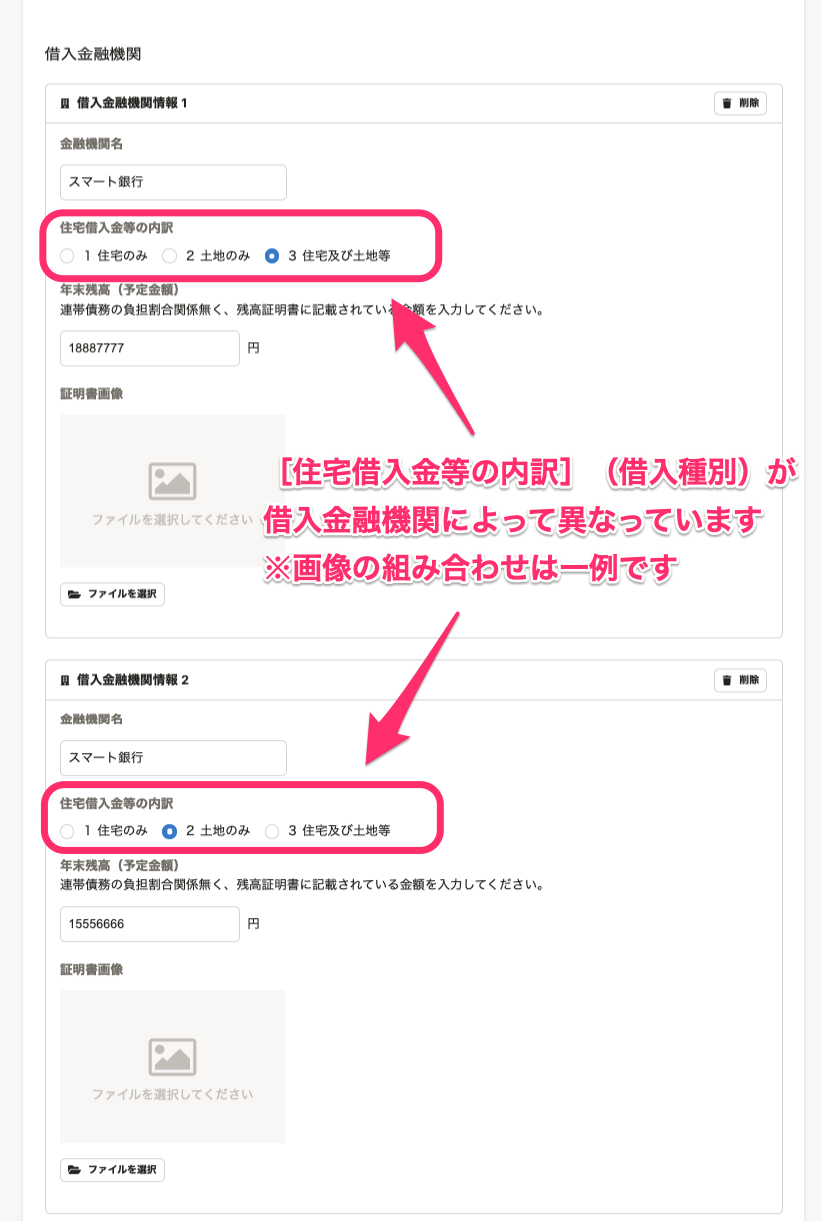 借入金融機関
借入金融機関情報 1
削除
金融機関名
スマート銀行
住宅借入金等の内訳
1 住宅のみ 2 土地のみ 3 住宅及び土地等
年末残高（予定金額）
連帯債務の負担割合関係無く、残高証明書に記載されている金額を入力してください。
18887777 円
証明書画像
［住宅借入金等の内訳］（借入種別）が
借入金融機関によって異なっています
※画像の組み合わせは一例です
ファイルを選択してください
ファイルを選択
借入金融機関情報 2
削除
金融機関名
スマート銀行
住宅借入金等の内訳
1 住宅のみ 2 土地のみ 3 住宅及び土地等
年末残高（予定金額）
連帯債務の負担割合関係無く、残高証明書に記載されている金額を入力してください。
15556666 円
証明書画像
ファイルを選択してください
ファイルを選択